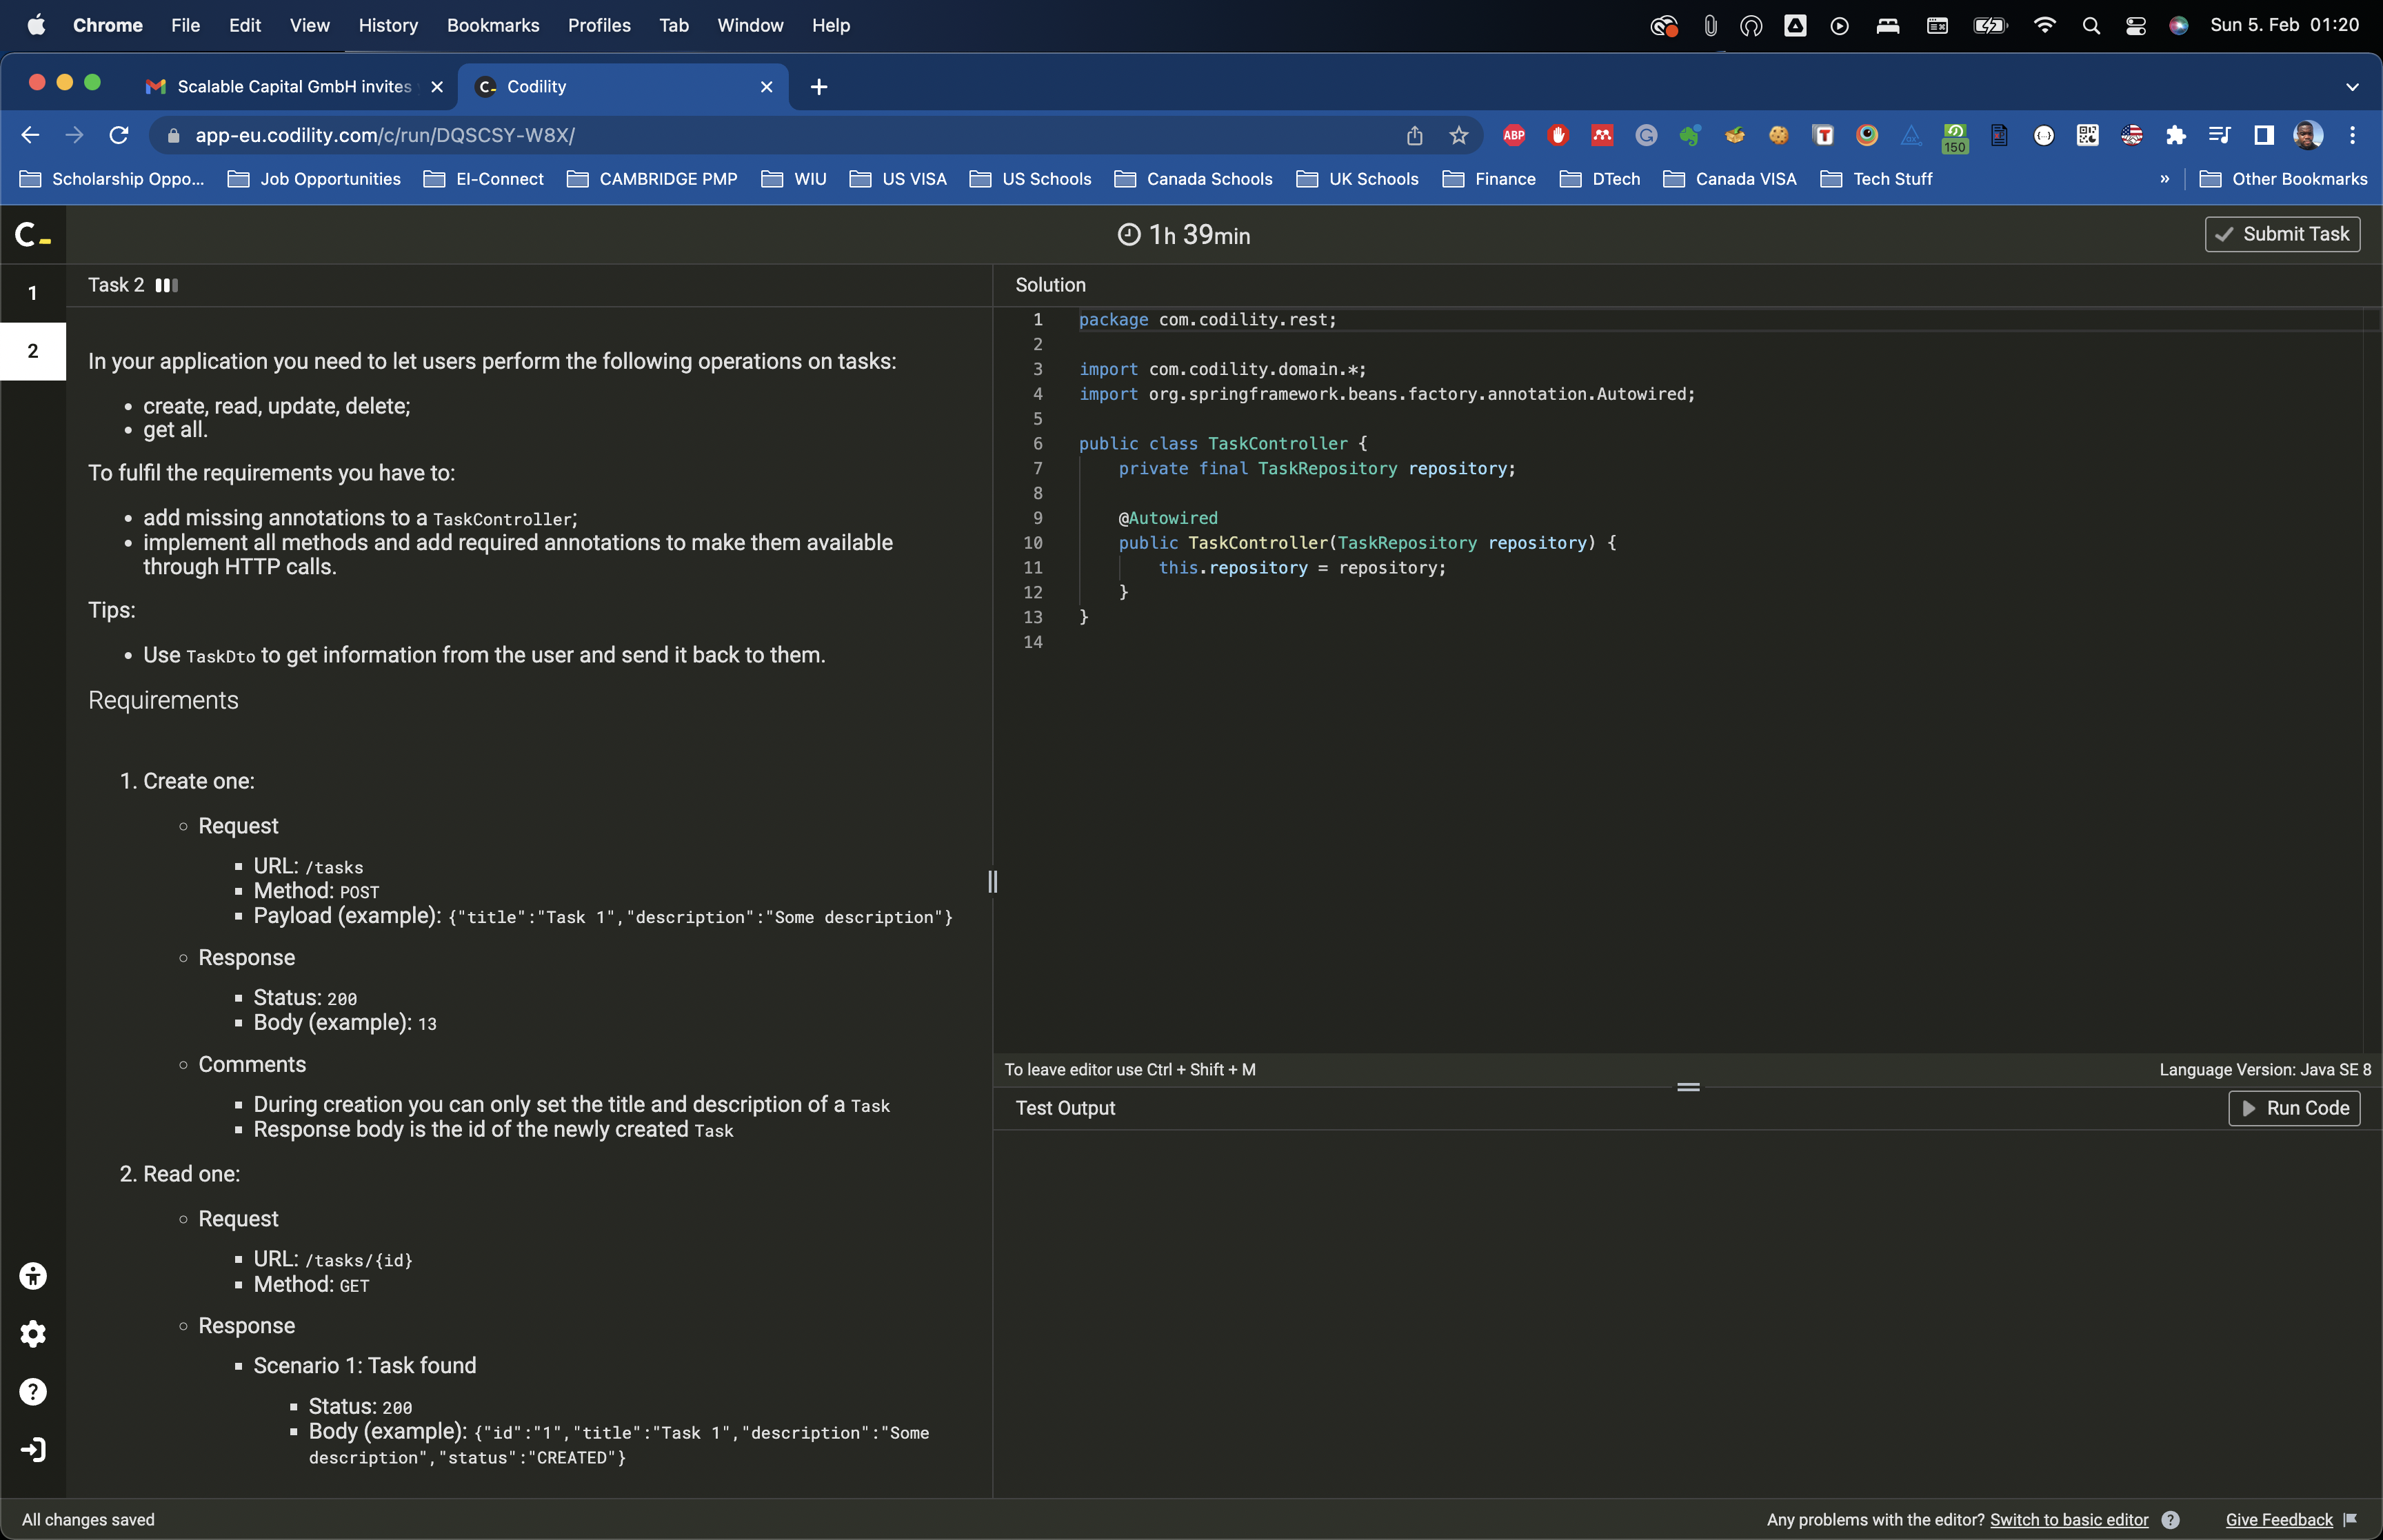 Chrome File Edit View History Bookmarks Profiles Tab Window Help Sun 5. Feb 01:20
Scalable Capital GmbH invites
Codility
app-eu.codility.com/c/run/DQSCSY-W8X/
ABP
150
Scholarship Oppo... Job Opportunities EI-Connect CAMBRIDGE PMP WIU US VISA US Schools Canada Schools UK Schools Finance DTech Canada VISA Tech Stuff » Other Bookmarks
C_
1h 39min
Submit Task
1
2
Task 2
In your application you need to let users perform the following operations on tasks:
• create, read, update, delete;
• get all.
To fulfil the requirements you have to:
• add missing annotations to a TaskController;
• implement all methods and add required annotations to make them available
through HTTP calls.
Tips:
• Use TaskDto to get information from the user and send it back to them.
Requirements
1. Create one:
Request
URL: /tasks
Method: POST
Payload (example): {"title":"Task 1","description":"Some description"}
Response
Status: 200
Body (example): 13
Comments
During creation you can only set the title and description of a Task
Response body is the id of the newly created Task
2. Read one:
Request
URL: /tasks/{id}
Method: GET
Response
Scenario 1: Task found
Status: 200
Body (example): {"id":"1","title":"Task 1","description":"Some
description","status":"CREATED"}
Solution
1 package com.codility.rest;
2
3 import com.codility.domain.*;
4 import org.springframework.beans.factory.annotation.Autowired;
5
6 public class TaskController {
7 private final TaskRepository repository;
8
9 @Autowired
10 public TaskController(TaskRepository repository) {
11 this.repository = repository;
12 }
13 }
14
To leave editor use Ctrl + Shift + M
Language Version: Java SE 8
Test Output
Run Code
All changes saved
Any problems with the editor? Switch to basic editor ?
Give Feedback